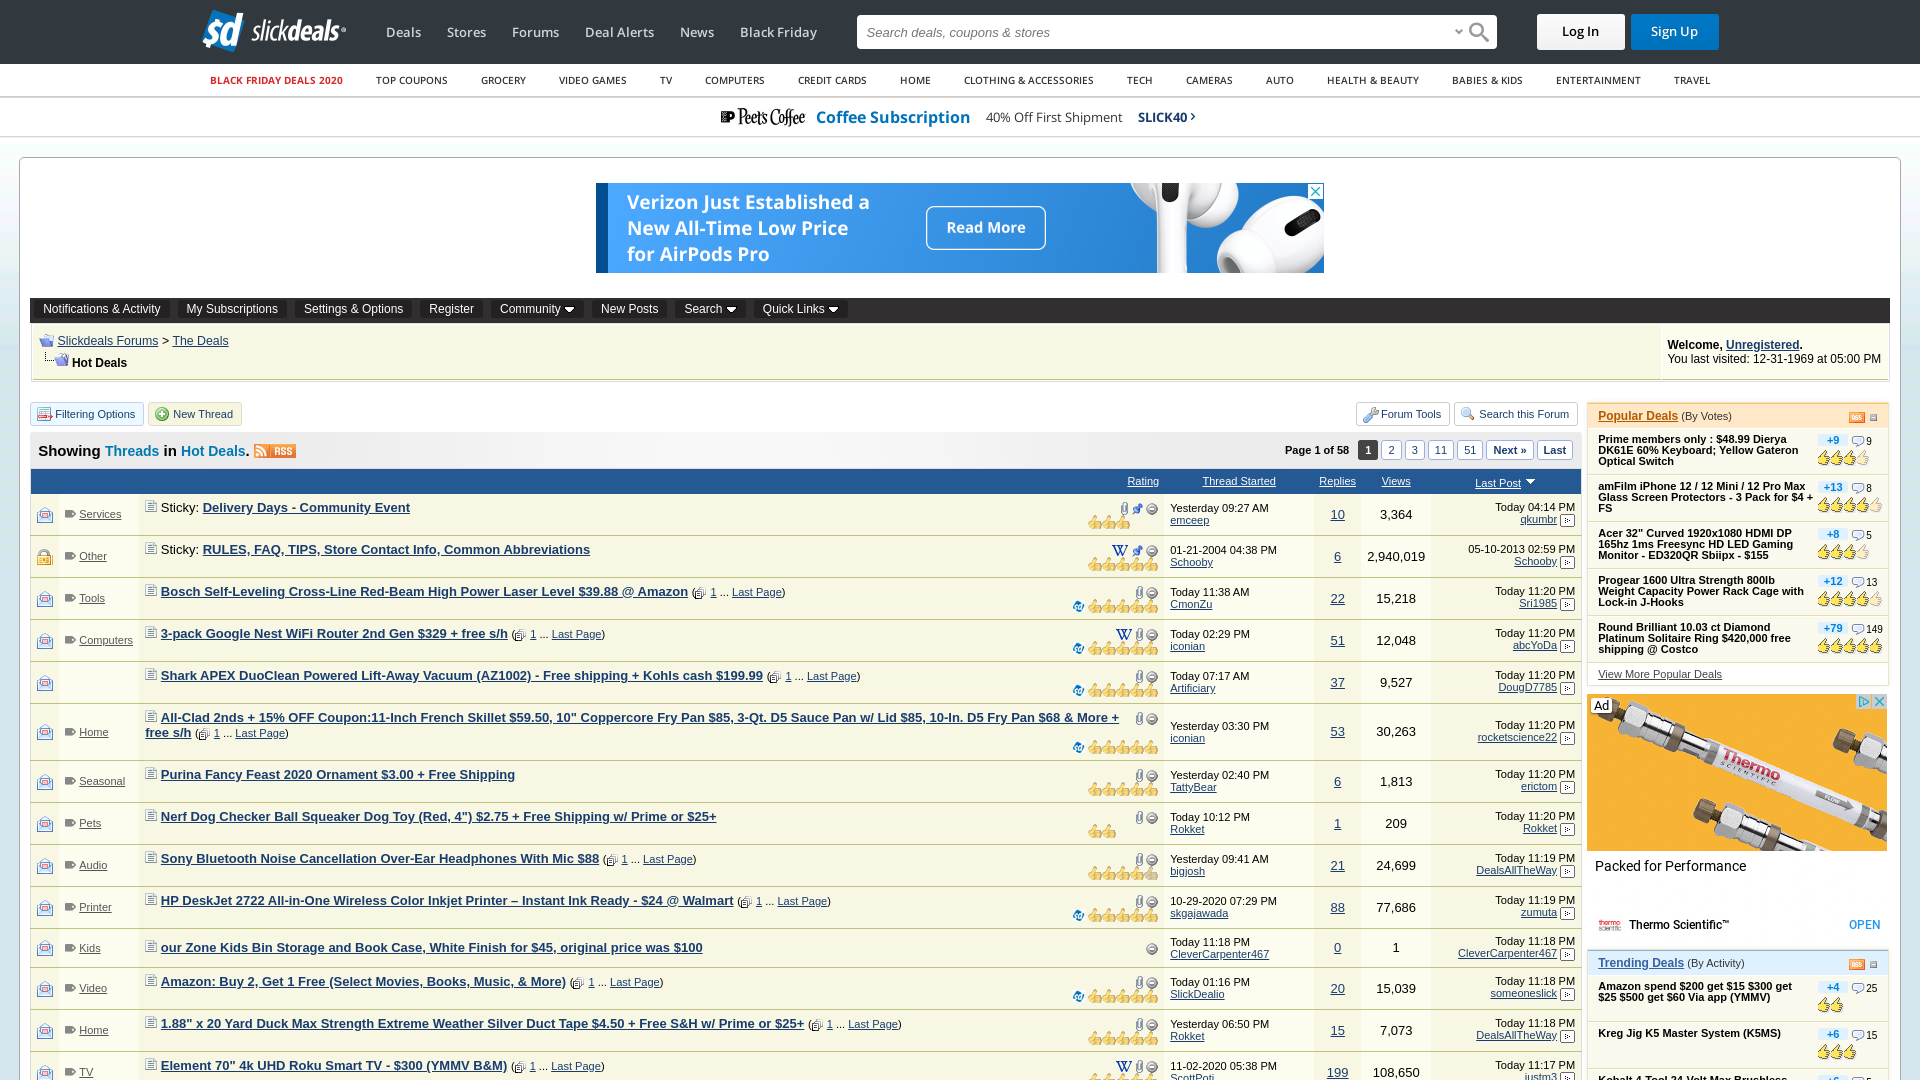 sd slickdeals
Deals Stores Forums Deal Alerts News Black Friday
Search deals, coupons & stores
Log In Sign Up
BLACK FRIDAY DEALS 2020 TOP COUPONS GROCERY VIDEO GAMES TV COMPUTERS CREDIT CARDS HOME CLOTHING & ACCESSORIES TECH CAMERAS AUTO HEALTH & BEAUTY BABIES & KIDS ENTERTAINMENT TRAVEL
Peet's Coffee Coffee Subscription 40% Off First Shipment SLICK40
Verizon Just Established a
New All-Time Low Price
for AirPods Pro
Read More
Notifications & Activity My Subscriptions Settings & Options Register Community New Posts Search Quick Links
Slickdeals Forums > The Deals
Hot Deals
Welcome, Unregistered.
You last visited: 12-31-1969 at 05:00 PM
Filtering Options New Thread
Forum Tools Search this Forum
Showing Threads in Hot Deals. RSS
Page 1 of 58 1 2 3 11 51 Next » Last
Rating Thread Started Replies Views Last Post
Services Sticky: Delivery Days - Community Event
Yesterday 09:27 AM
emceep
10 3,364
Today 04:14 PM
qkumbr
Other Sticky: RULES, FAQ, TIPS, Store Contact Info, Common Abbreviations
W
01-21-2004 04:38 PM
Schooby
6 2,940,019
05-10-2013 02:59 PM
Schooby
Tools Bosch Self-Leveling Cross-Line Red-Beam High Power Laser Level $39.88 @ Amazon ( 1 ... Last Page)
Today 11:38 AM
CmonZu
22 15,218
Today 11:20 PM
Sri1985
Computers 3-pack Google Nest WiFi Router 2nd Gen $329 + free s/h ( 1 ... Last Page)
W
Today 02:29 PM
iconian
51 12,048
Today 11:20 PM
abcYoDa
Shark APEX DuoClean Powered Lift-Away Vacuum (AZ1002) - Free shipping + Kohls cash $199.99 ( 1 ... Last Page)
Today 07:17 AM
Artificiary
37 9,527
Today 11:20 PM
DougD7785
Home All-Clad 2nds + 15% OFF Coupon:11-Inch French Skillet $59.50, 10" Coppercore Fry Pan $85, 3-Qt. D5 Sauce Pan w/ Lid $85, 10-In. D5 Fry Pan $68 & More +
free s/h ( 1 ... Last Page)
Yesterday 03:30 PM
iconian
53 30,263
Today 11:20 PM
rocketscience22
Seasonal Purina Fancy Feast 2020 Ornament $3.00 + Free Shipping
Yesterday 02:40 PM
TattyBear
6 1,813
Today 11:20 PM
erictom
Pets Nerf Dog Checker Ball Squeaker Dog Toy (Red, 4") $2.75 + Free Shipping w/ Prime or $25+
Today 10:12 PM
Rokket
1 209
Today 11:20 PM
Rokket
Audio Sony Bluetooth Noise Cancellation Over-Ear Headphones With Mic $88 ( 1 ... Last Page)
Yesterday 09:41 AM
bigjosh
21 24,699
Today 11:19 PM
DealsAllTheWay
Printer HP DeskJet 2722 All-in-One Wireless Color Inkjet Printer – Instant Ink Ready - $24 @ Walmart ( 1 ... Last Page)
10-29-2020 07:29 PM
skgajawada
88 77,686
Today 11:19 PM
zumuta
Kids our Zone Kids Bin Storage and Book Case, White Finish for $45, original price was $100
Today 11:18 PM
CleverCarpenter467
0 1
Today 11:18 PM
CleverCarpenter467
Video Amazon: Buy 2, Get 1 Free (Select Movies, Books, Music, & More) ( 1 ... Last Page)
Today 01:16 PM
SlickDealio
20 15,039
Today 11:18 PM
someoneslick
Home 1.88" x 20 Yard Duck Max Strength Extreme Weather Silver Duct Tape $4.50 + Free S&H w/ Prime or $25+ ( 1 ... Last Page)
Yesterday 06:50 PM
Rokket
15 7,073
Today 11:18 PM
DealsAllTheWay
TV Element 70" 4k UHD Roku Smart TV - $300 (YMMV B&M) ( 1 ... Last Page)
W
11-02-2020 05:38 PM
ScottPoti
199 108,650
Today 11:17 PM
justm3
Popular Deals (By Votes) RSS
Prime members only : $48.99 Dierya
DK61E 60% Keyboard; Yellow Gateron
Optical Switch
+9 9
amFilm iPhone 12 / 12 Mini / 12 Pro Max
Glass Screen Protectors - 3 Pack for $4 +
FS
+13 8
Acer 32" Curved 1920x1080 HDMI DP
165hz 1ms Freesync HD LED Gaming
Monitor - ED320QR Sbiipx - $155
+8 5
Progear 1600 Ultra Strength 800lb
Weight Capacity Power Rack Cage with
Lock-in J-Hooks
+12 13
Round Brilliant 10.03 ct Diamond
Platinum Solitaire Ring $420,000 free
shipping @ Costco
+79 149
View More Popular Deals
Ad
Thermo
SCIENTIFIC
FLOW
Packed for Performance
thermo scientific
Thermo Scientific™
OPEN
Trending Deals (By Activity) RSS
Amazon spend $200 get $15 $300 get
$25 $500 get $60 Via app (YMMV)
+4 25
Kreg Jig K5 Master System (K5MS)
+6 15
Kobalt 4-Tool 24-Volt Max Brushless
+6 5